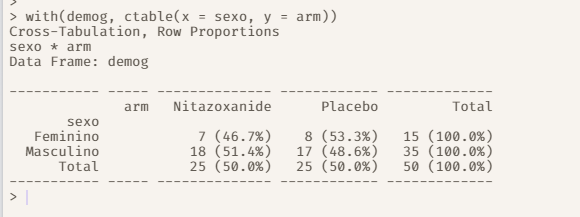 >
> with(demog, ctable(x = sexo, y = arm))
Cross-Tabulation, Row Proportions
sexo * arm
Data Frame: demog
----------- ----- -------------- ------------ -------------
arm Nitazoxanide Placebo Total
sexo
Feminino 7 (46.7%) 8 (53.3%) 15 (100.0%)
Masculino 18 (51.4%) 17 (48.6%) 35 (100.0%)
Total 25 (50.0%) 25 (50.0%) 50 (100.0%)
----------- ----- -------------- ------------ -------------
>